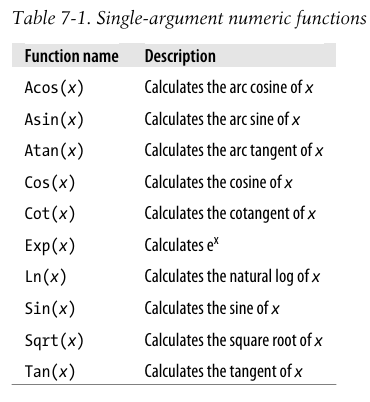 Table 7-1. Single-argument numeric functions
Function name Description
Acos(x) Calculates the arc cosine of x
Asin(x) Calculates the arc sine of x
Atan(x) Calculates the arc tangent of x
Cos(x) Calculates the cosine of x
Cot(x) Calculates the cotangent of x
Exp(x) Calculates eˣ
Ln(x) Calculates the natural log of x
Sin(x) Calculates the sine of x
Sqrt(x) Calculates the square root of x
Tan(x) Calculates the tangent of x